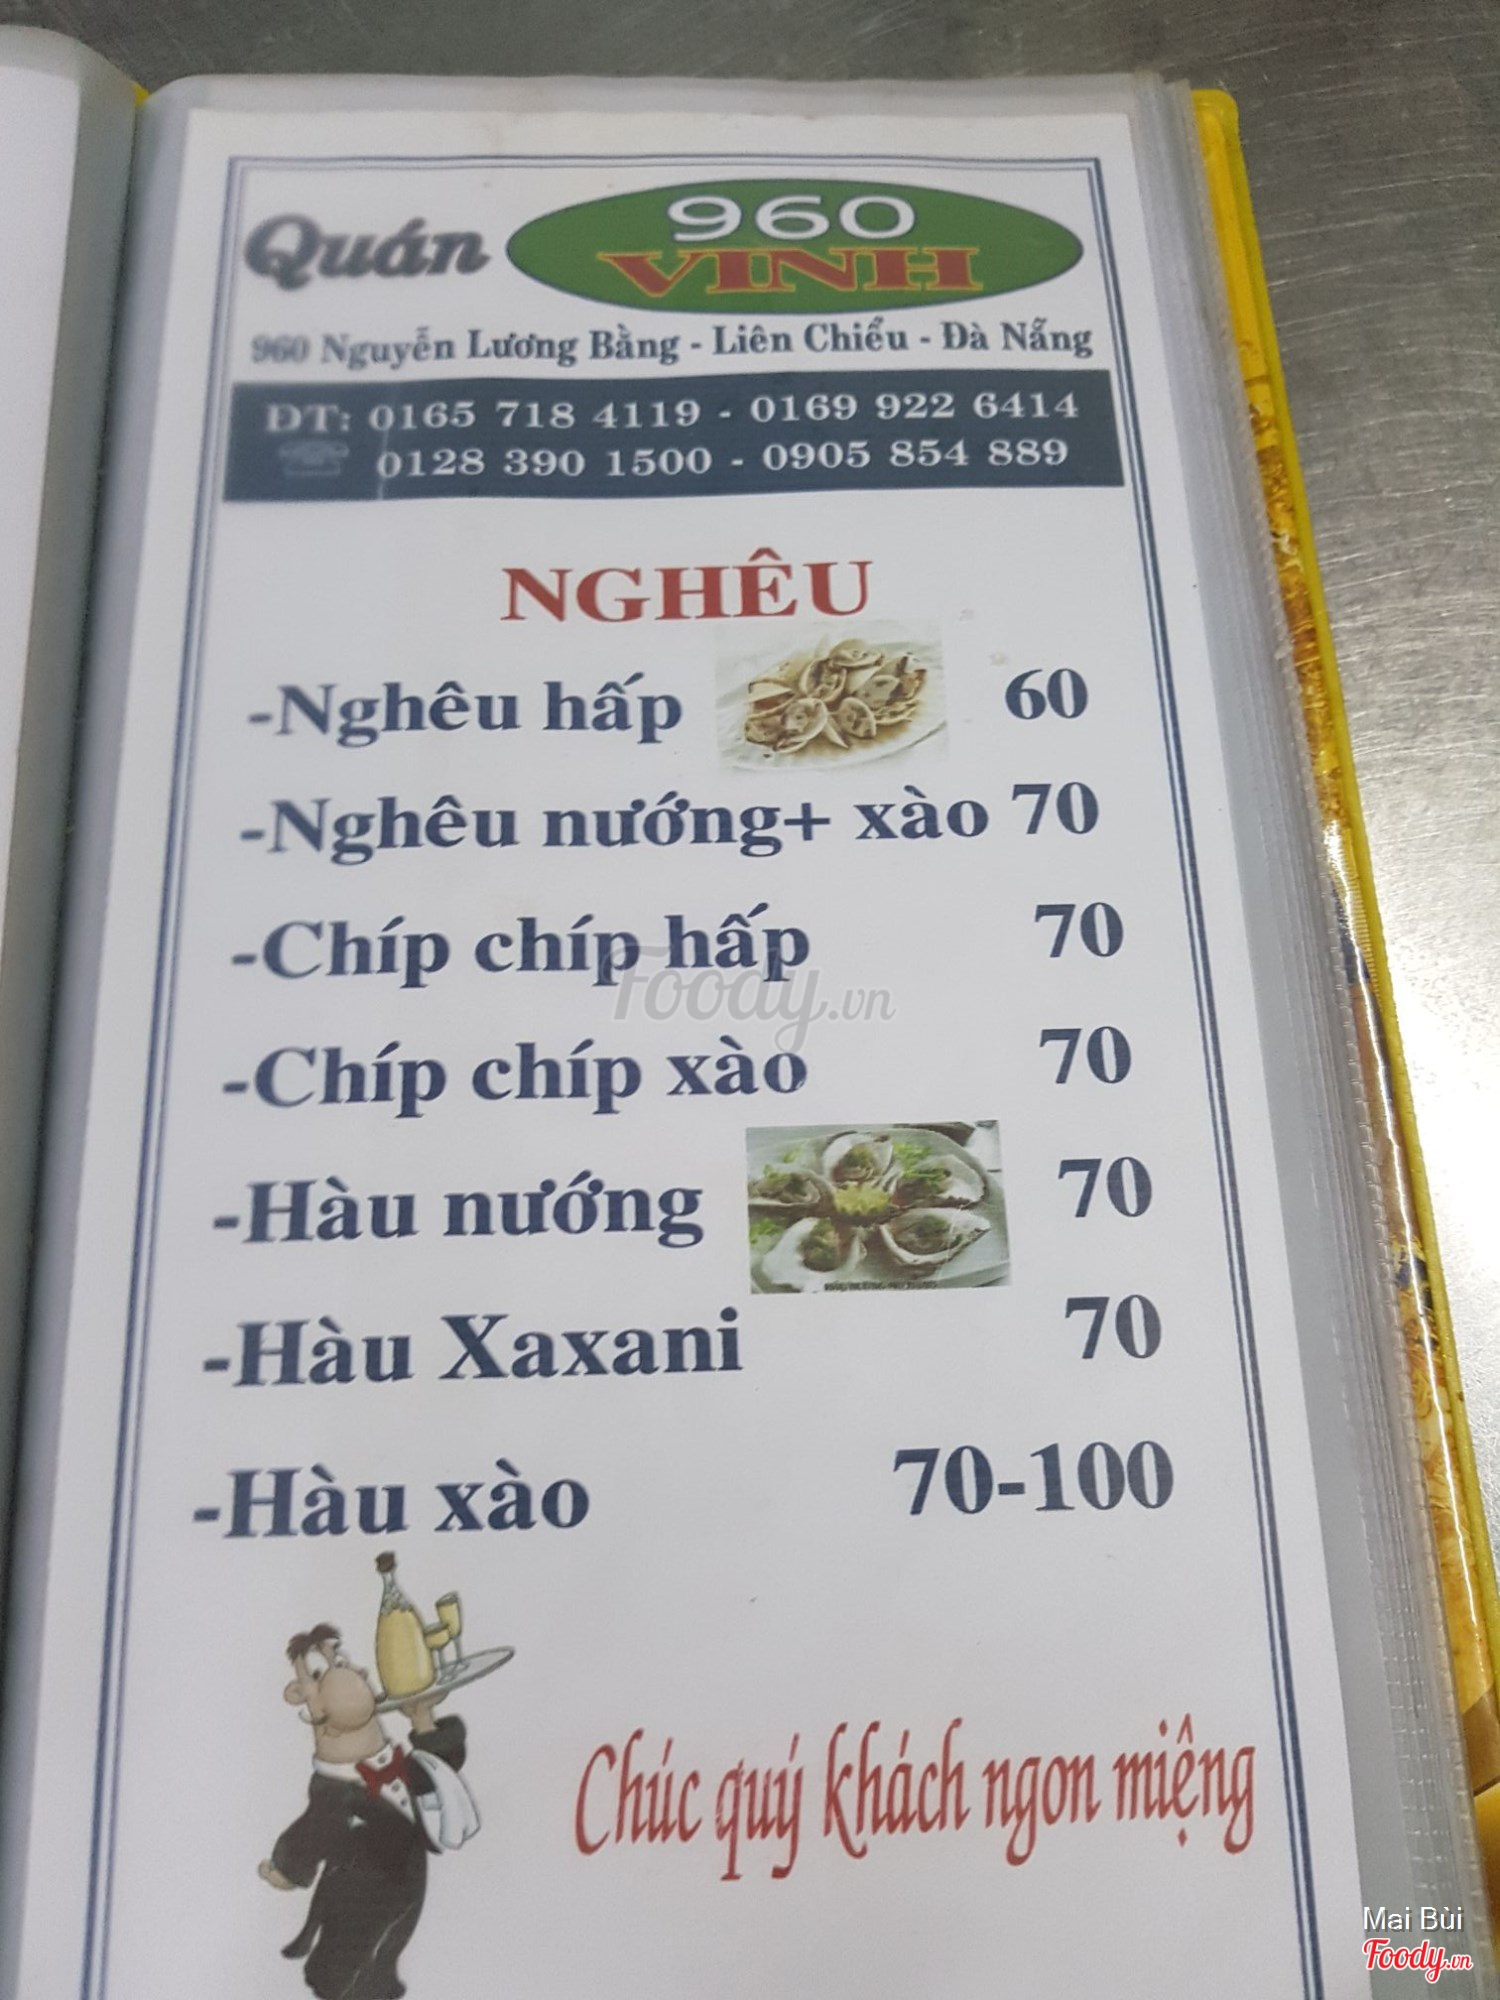 Quán 960 VINH
960 Nguyễn Lương Bằng - Liên Chiểu - Đà Nẵng
ĐT: 0165 718 4119 - 0169 922 6414
0128 390 1500 - 0905 854 889
NGHÊU
-Nghêu hấp 60
-Nghêu nướng+ xào 70
-Chíp chíp hấp 70
Foody.vn
-Chíp chíp xào 70
-Hàu nướng 70
-Hàu Xaxani 70
-Hàu xào 70-100
Chúc quý khách ngon miệng
Mai Bùi
Foody.vn